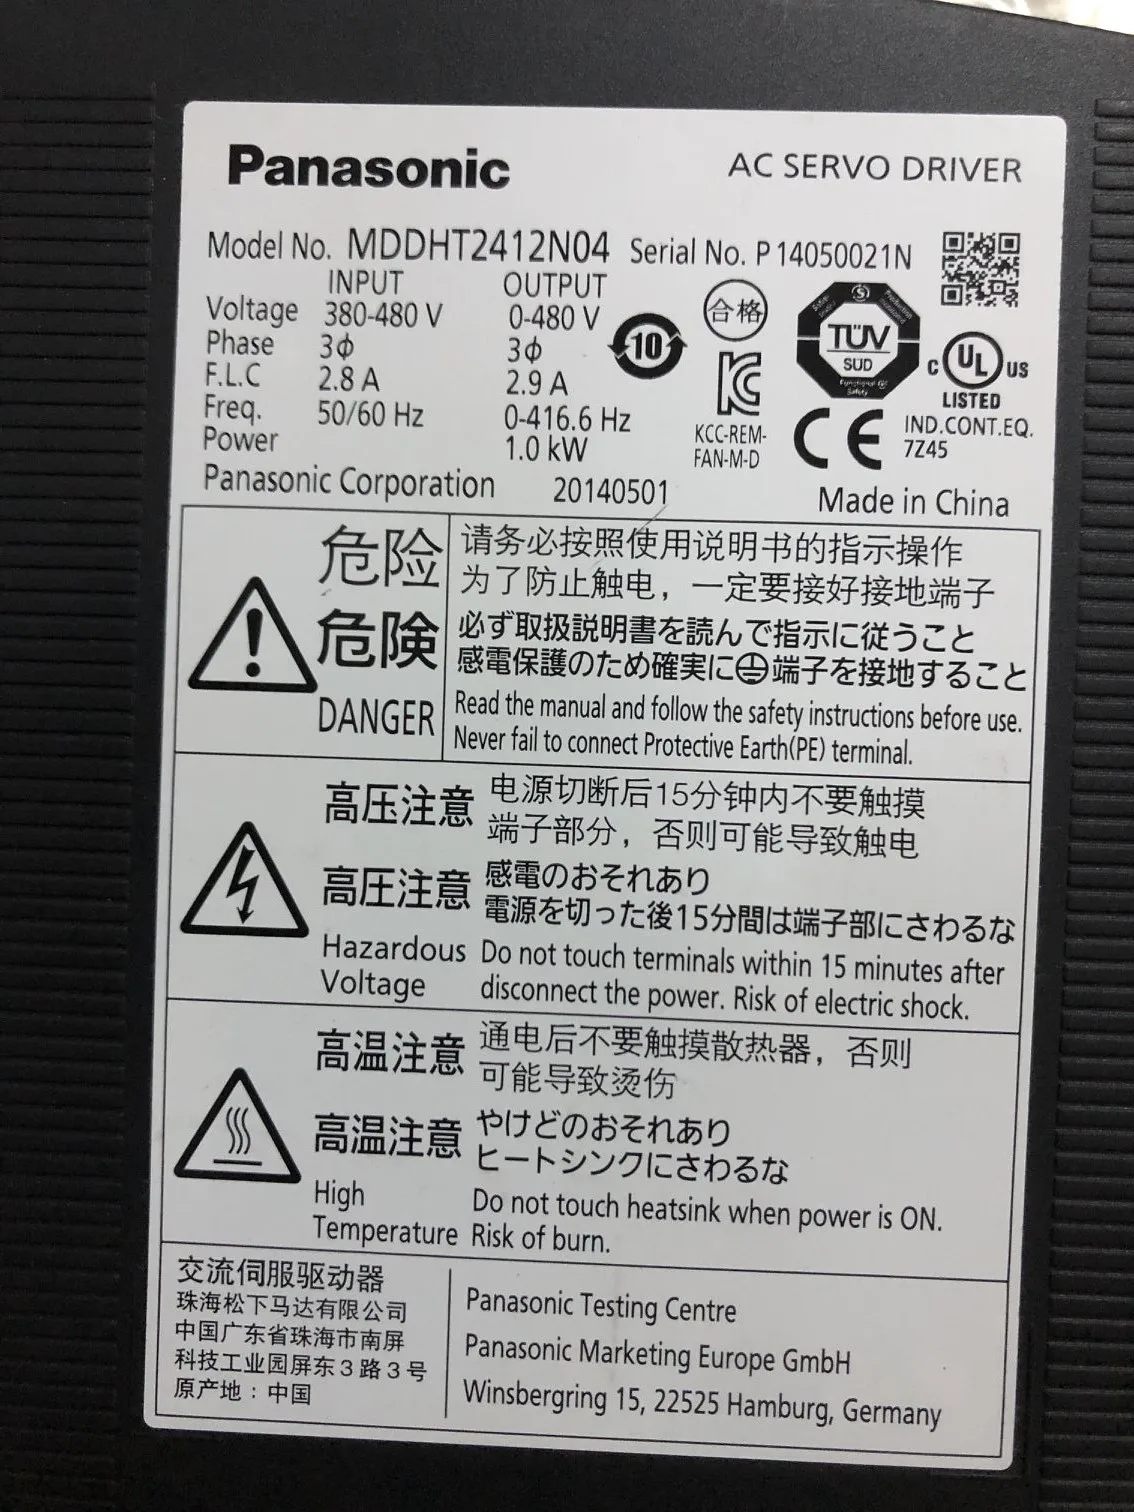 Panasonic
AC SERVO DRIVER
Model No. MDDHT2412N04 Serial No. P14050021N
INPUT OUTPUT
Voltage 380-480 V 0-480 V
Phase 3ϕ 3ϕ
F.L.C 2.8 A 2.9 A
Freq. 50/60 Hz 0-416.6 Hz
Power 1.0 kW
10
合格
KCC-REM-
FAN-M-D
TÜV
SÜD
Functional
Safety
C UL US
LISTED
IND.CONT.EQ.
7Z45
CE
Panasonic Corporation 20140501
Made in China
危险
危険
DANGER
请务必按照使用说明书的指示操作
为了防止触电，一定要接好接地端子
必ず取扱説明書を読んで指示に従うこと
感電保護のため確実に⏚端子を接地すること
Read the manual and follow the safety instructions before use.
Never fail to connect Protective Earth(PE) terminal.
高压注意
电源切断后15分钟内不要触摸
端子部分，否则可能导致触电
高圧注意
感電のおそれあり
電源を切った後15分間は端子部にさわるな
Hazardous
Voltage
Do not touch terminals within 15 minutes after
disconnect the power. Risk of electric shock.
高温注意
通电后不要触摸散热器，否则
可能导致烫伤
高温注意
やけどのおそれあり
ヒートシンクにさわるな
High
Temperature
Do not touch heatsink when power is ON.
Risk of burn.
交流伺服驱动器
珠海松下马达有限公司
中国广东省珠海市南屏
科技工业园屏东3路3号
原产地：中国
Panasonic Testing Centre
Panasonic Marketing Europe GmbH
Winsbergring 15, 22525 Hamburg, Germany